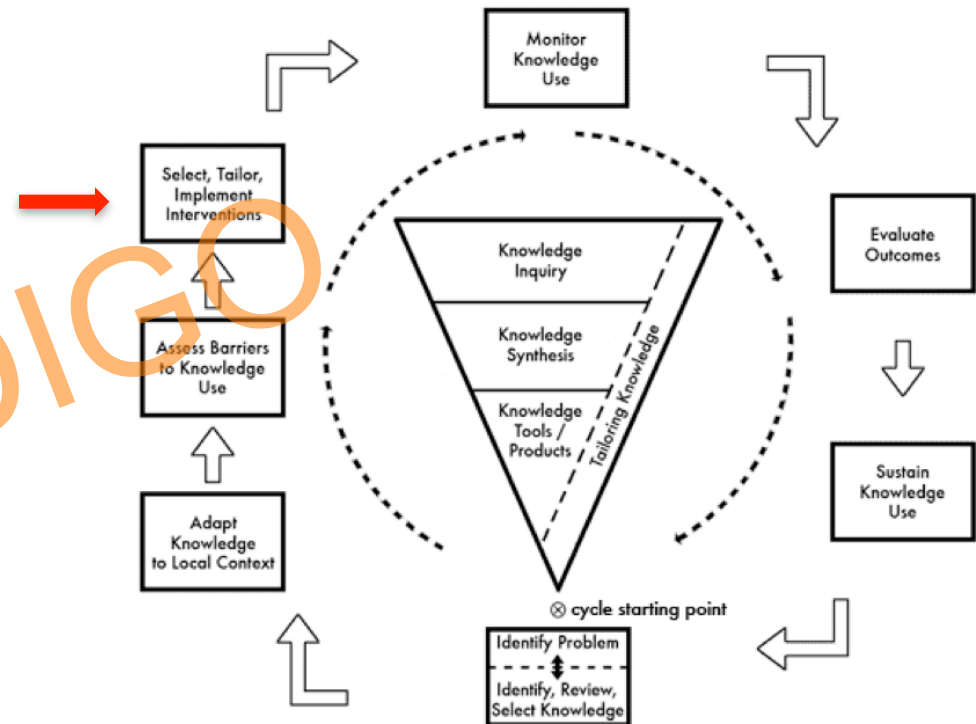 Monitor
Knowledge
Use
Select, Tailor,
Implement
Interventions
Evaluate
Outcomes
Knowledge
Inquiry
Knowledge
Synthesis
Knowledge
Tools /
Products
Tailoring Knowledge
Assess Barriers
to Knowledge
Use
Sustain
Knowledge
Use
Adapt
Knowledge
to Local Context
⊗ cycle starting point
Identify Problem
Identify, Review,
Select Knowledge
DIGO